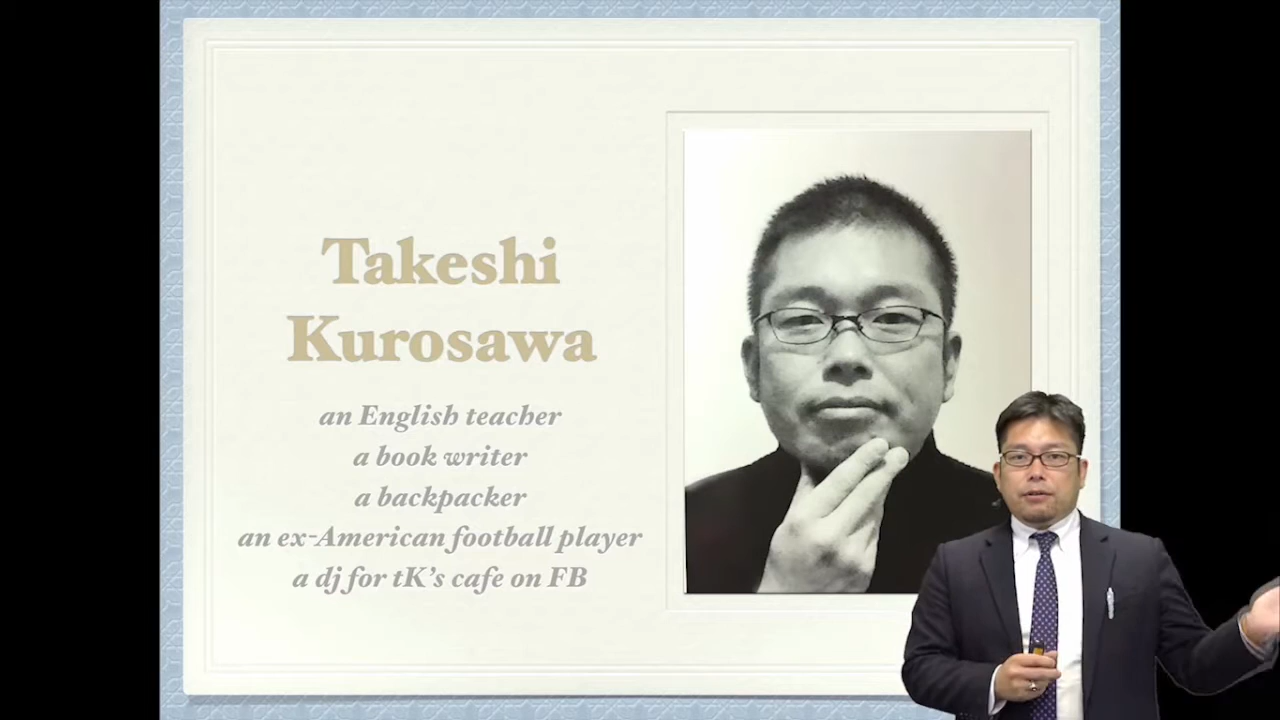 Takeshi
Kurosawa
an English teacher
a book writer
a backpacker
an ex-American football player
a dj for tK's cafe on FB